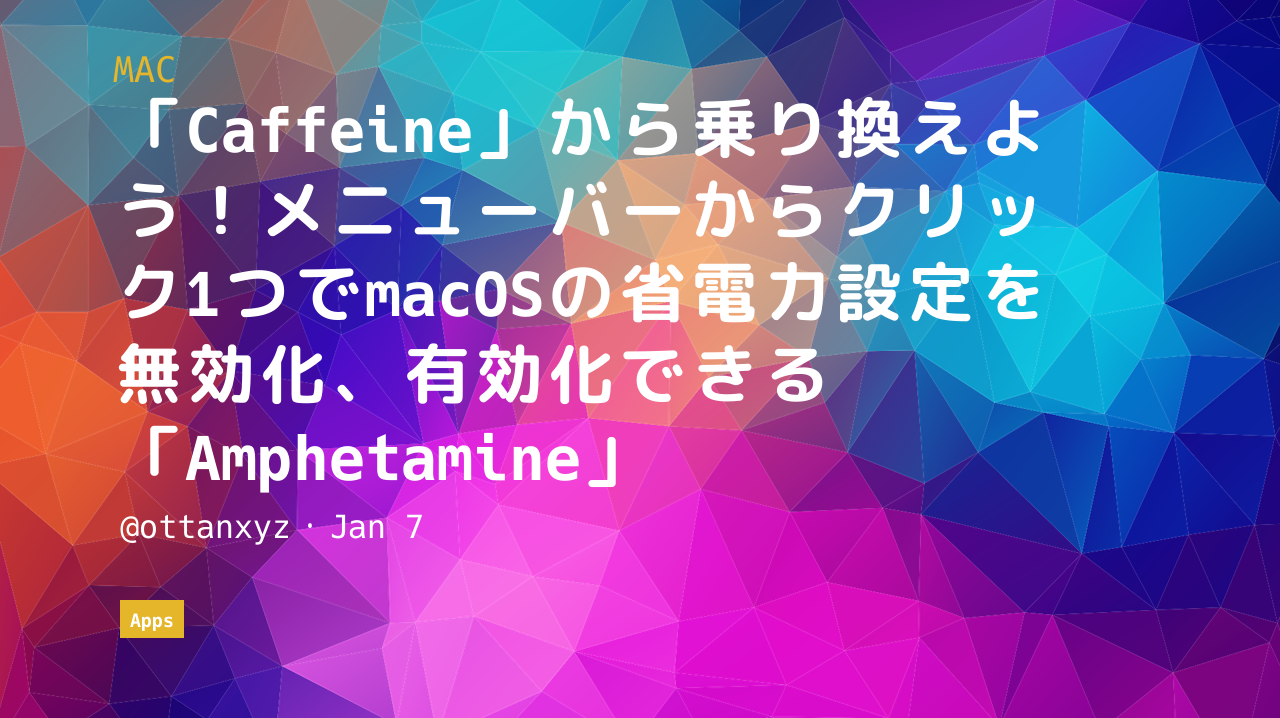 MAC
「Caffeine」から乗り換えよ
う！メニューバーからクリッ
ク1つでmacOSの省電力設定を
無効化、有効化できる
「Amphetamine」
@ottanxyz · Jan 7
Apps